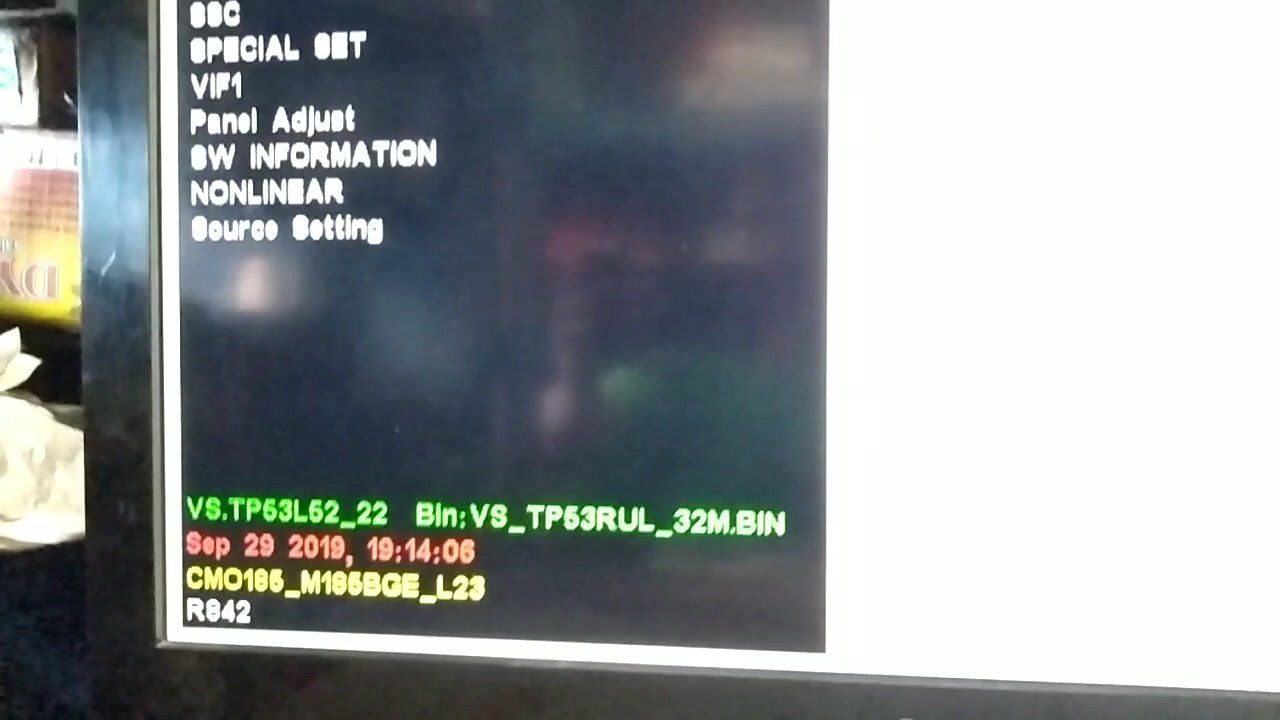 SSC
SPECIAL SET
VIF1
Panel Adjust
SW INFORMATION
NONLINEAR
Source Setting
VS.TP53L52_22 Bin:VS_TP53RUL_32M.BIN
Sep 29 2019, 19:14:06
CMO185_M185BGE_L23
R842